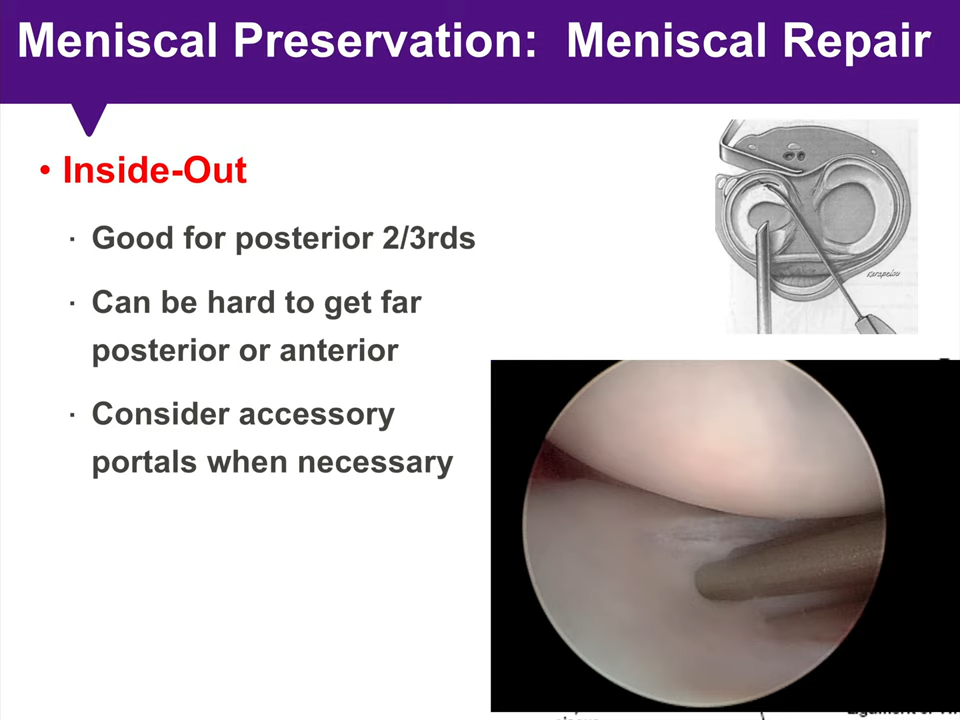 Meniscal Preservation:  Meniscal Repair
• Inside-Out
· Good for posterior 2/3rds
· Can be hard to get far
posterior or anterior
· Consider accessory
portals when necessary
Karapelou